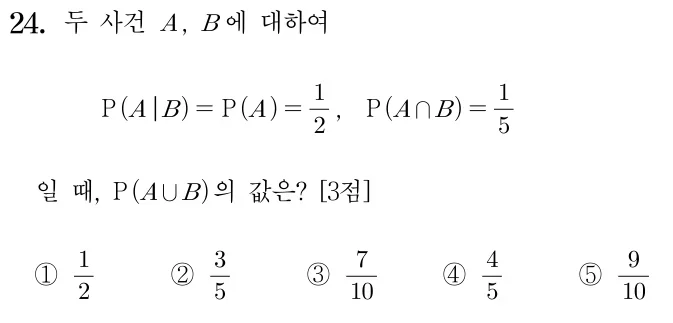 24. 두 사건 A, B에 대하여
P(A|B) = P(A) = 1/2, P(A∩B) = 1/5
일 때, P(A∪B)의 값은? [3점]
① 1/2 ② 3/5 ③ 7/10 ④ 4/5 ⑤ 9/10